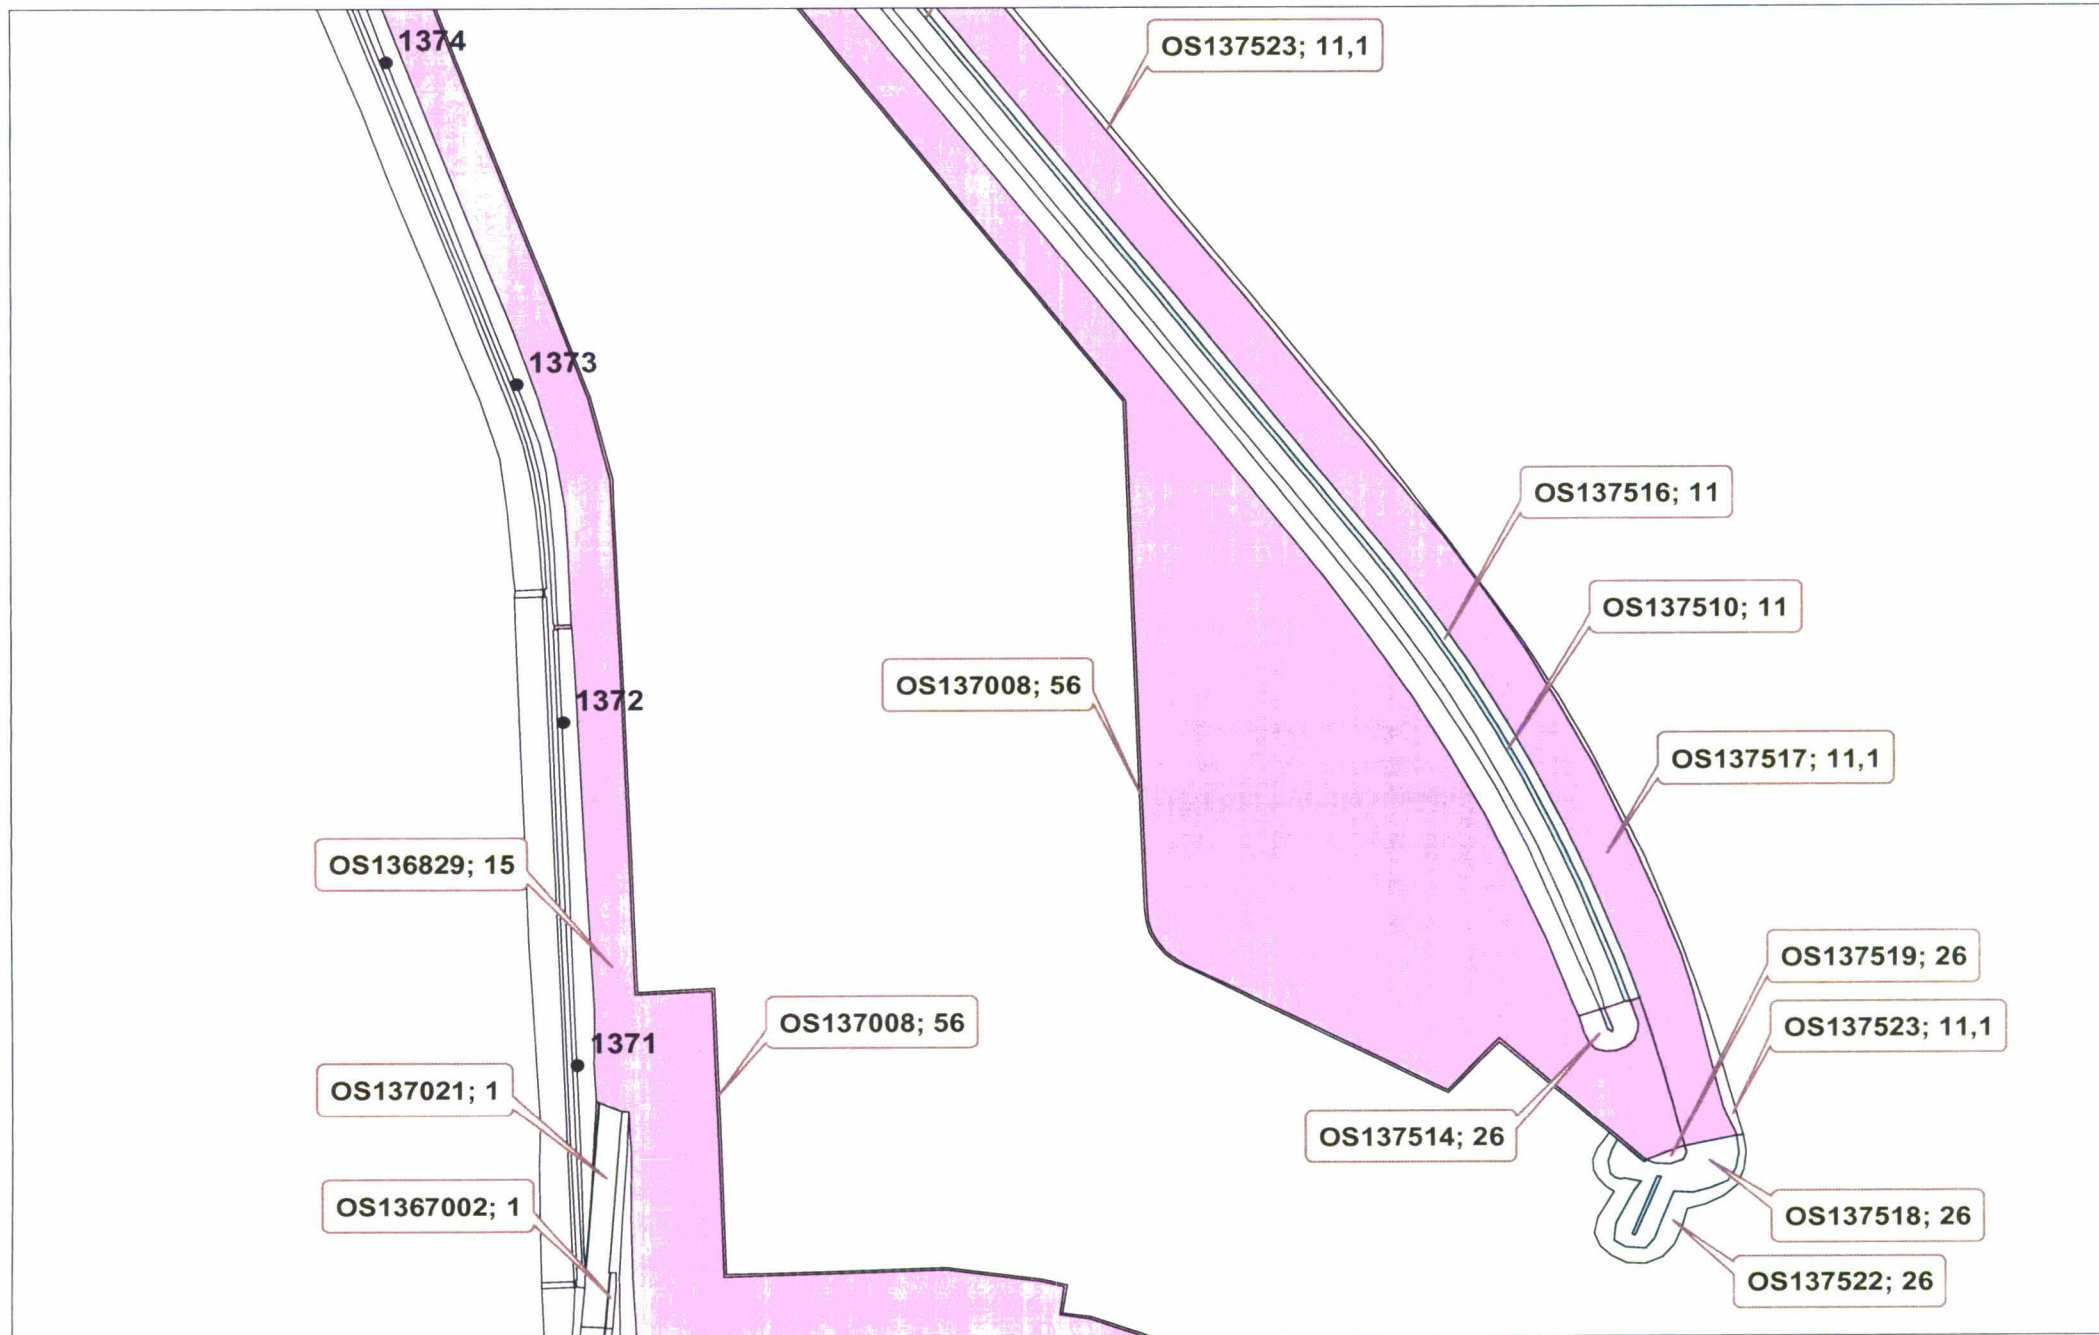 1374
OS137523; 11,1
1373
OS137516; 11
OS137510; 11
OS137008; 56
1372
OS137517; 11,1
OS136829; 15
OS137519; 26
OS137008; 56
OS137523; 11,1
1371
OS137021; 1
OS137514; 26
OS1367002; 1
OS137518; 26
OS137522; 26